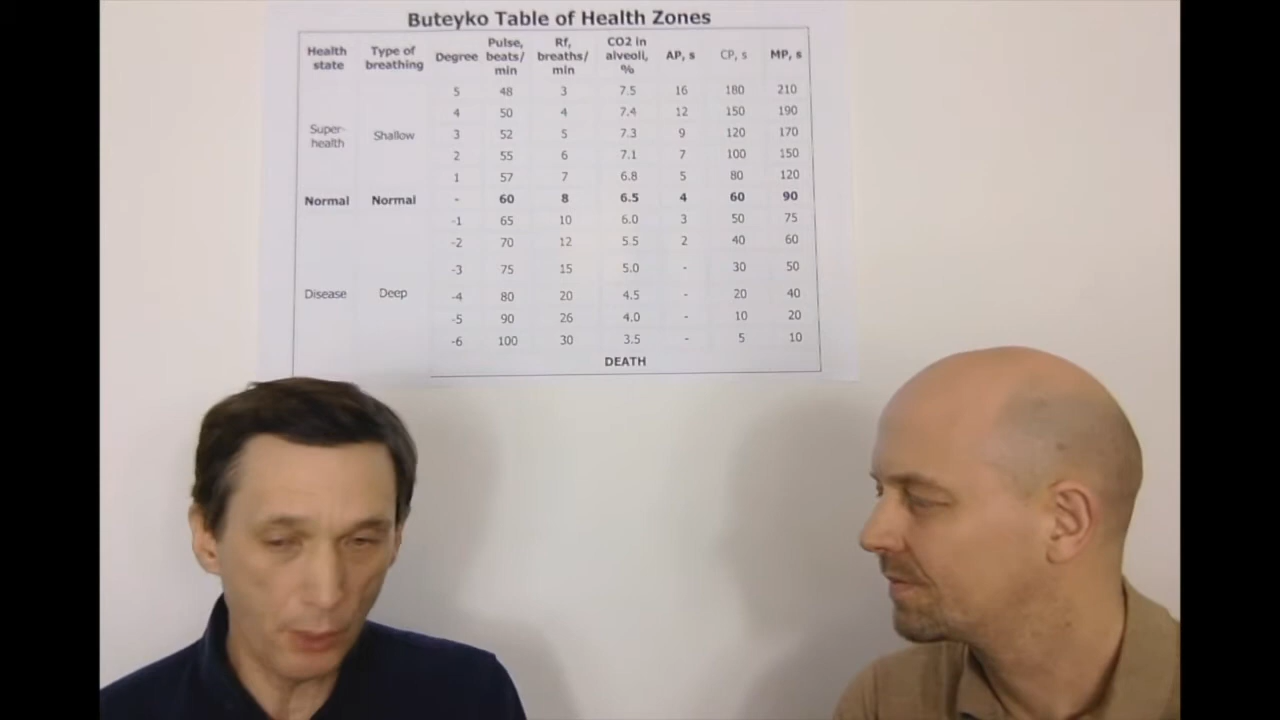 Buteyko Table of Health Zones
Health state Type of breathing Degree Pulse, beats/ min Rf, breaths/ min CO2 in alveoli, % AP, s CP, s MP, s
5 48 3 7.5 16 180 210
4 50 4 7.4 12 150 190
Super- health Shallow 3 52 5 7.3 9 120 170
2 55 6 7.1 7 100 150
1 57 7 6.8 5 80 120
Normal Normal - 60 8 6.5 4 60 90
-1 65 10 6.0 3 50 75
-2 70 12 5.5 2 40 60
-3 75 15 5.0 - 30 50
Disease Deep -4 80 20 4.5 - 20 40
-5 90 26 4.0 - 10 20
-6 100 30 3.5 - 5 10
DEATH